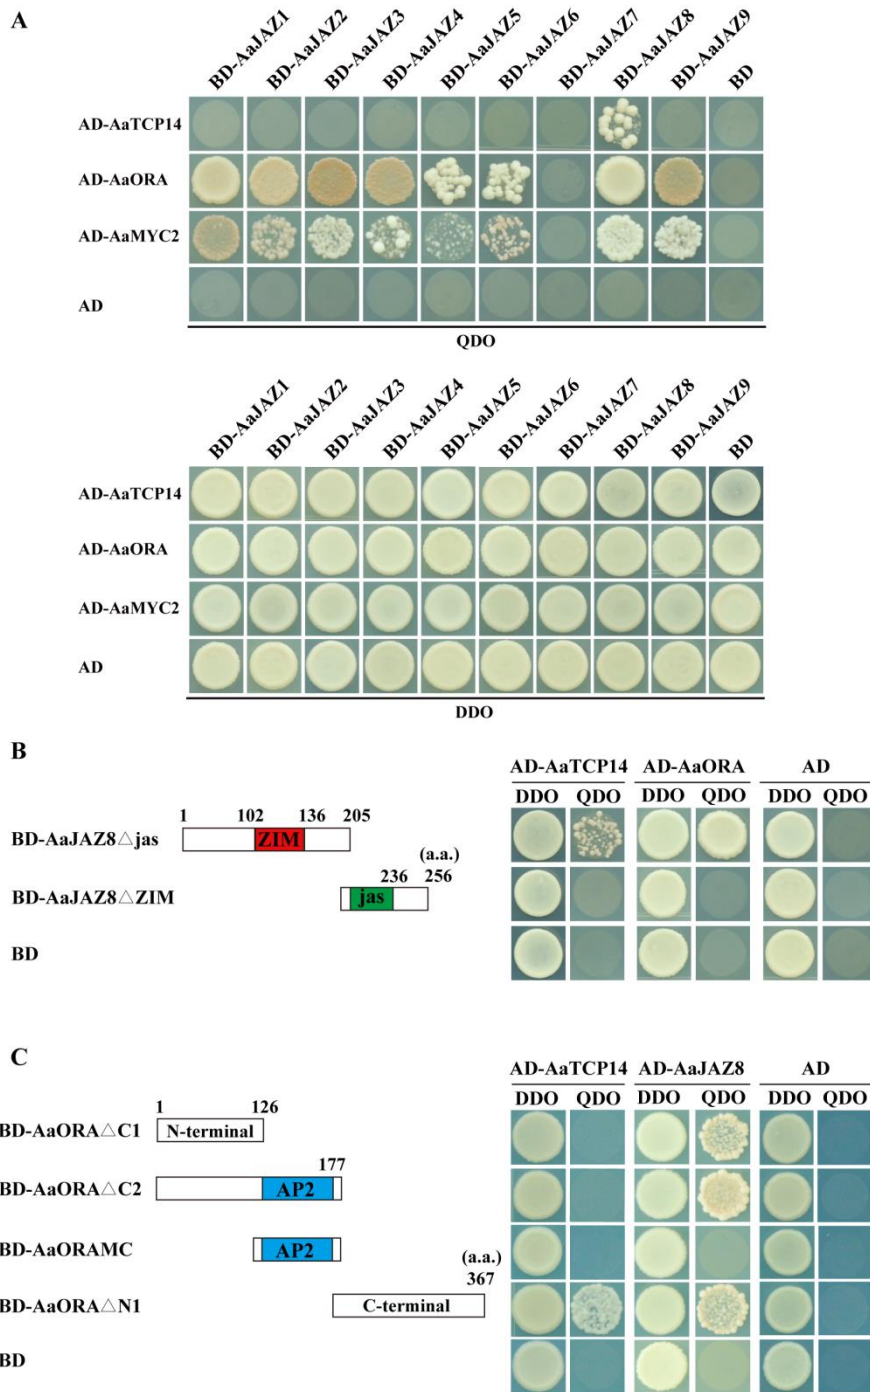 A
BD-AaJAZ1 BD-AaJAZ2 BD-AaJAZ3 BD-AaJAZ4 BD-AaJAZ5 BD-AaJAZ6 BD-AaJAZ7 BD-AaJAZ8 BD-AaJAZ9 BD
AD-AaTCP14
AD-AaORA
AD-AaMYC2
AD
QDO
BD-AaJAZ1 BD-AaJAZ2 BD-AaJAZ3 BD-AaJAZ4 BD-AaJAZ5 BD-AaJAZ6 BD-AaJAZ7 BD-AaJAZ8 BD-AaJAZ9 BD
AD-AaTCP14
AD-AaORA
AD-AaMYC2
AD
DDO
B
AD-AaTCP14 AD-AaORA AD
DDO QDO DDO QDO DDO QDO
1 102 136 205
BD-AaJAZ8△jas ZIM
(a.a.)
236 256
BD-AaJAZ8△ZIM jas
BD
C
AD-AaTCP14 AD-AaJAZ8 AD
DDO QDO DDO QDO DDO QDO
1 126
BD-AaORA△C1 N-terminal
177
BD-AaORA△C2 AP2
BD-AaORAMC AP2
(a.a.)
367
BD-AaORA△N1 C-terminal
BD